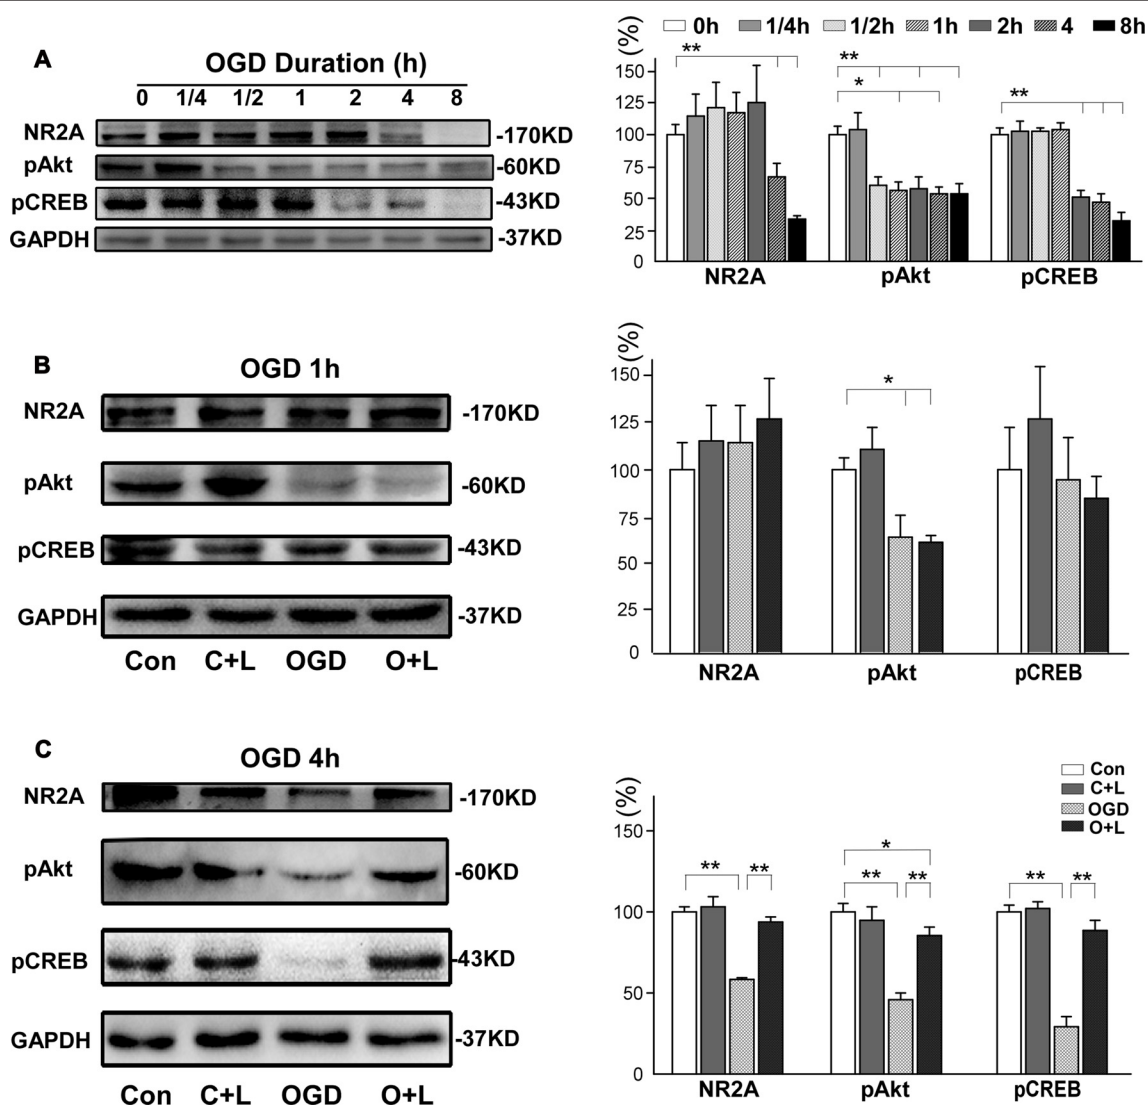 A
OGD Duration (h)
0 1/4 1/2 1 2 4 8
NR2A -170KD
pAkt -60KD
pCREB -43KD
GAPDH -37KD
(%)
0h 1/4h 1/2h 1h 2h 4 8h
150
125
100
75
50
25
0
** ** * **
NR2A pAkt pCREB
B
OGD 1h
NR2A -170KD
pAkt -60KD
pCREB -43KD
GAPDH -37KD
Con C+L OGD O+L
(%)
150
125
100
75
50
25
0
*
NR2A pAkt pCREB
C
OGD 4h
NR2A -170KD
pAkt -60KD
pCREB -43KD
GAPDH -37KD
Con C+L OGD O+L
(%)
Con
C+L
OGD
O+L
150
100
50
0
*
** ** ** ** ** **
NR2A pAkt pCREB